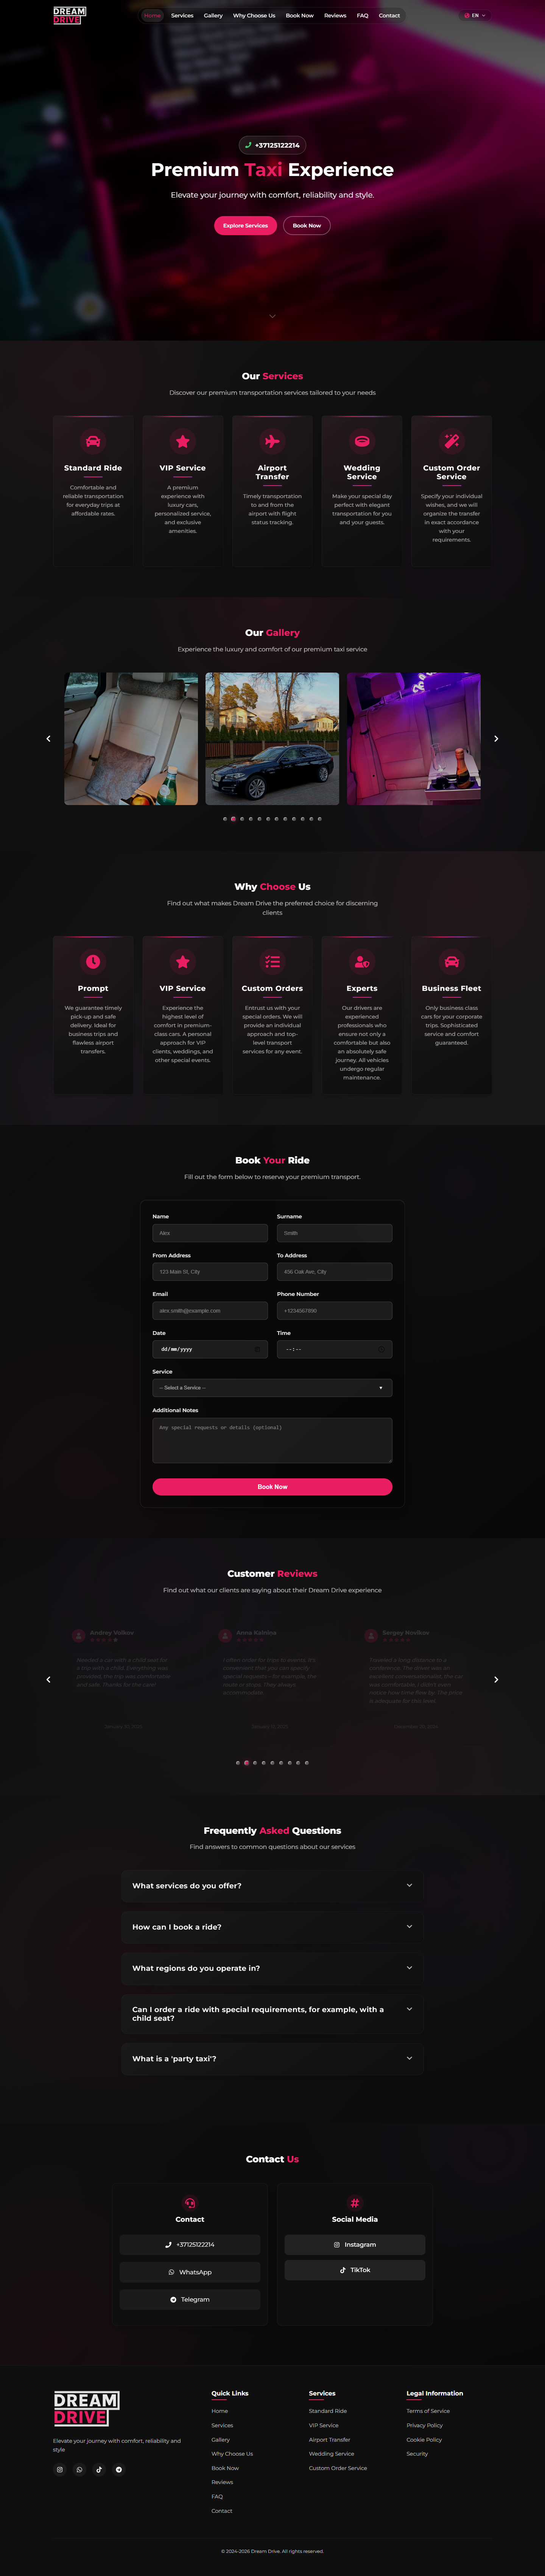 DREAM
DRIVE
Home
Services
Gallery
Why Choose Us
Book Now
Reviews
FAQ
Contact
EN
+37125122214
Premium Taxi Experience
Elevate your journey with comfort, reliability and style.
Explore Services
Book Now
Our Services
Discover our premium transportation services tailored to your needs
Standard Ride
Comfortable and
reliable transportation
for everyday trips at
affordable rates.
VIP Service
A premium
experience with
luxury cars,
personalized service,
and exclusive
amenities.
Airport
Transfer
Timely transportation
to and from the
airport with flight
status tracking.
Wedding
Service
Make your special day
perfect with elegant
transportation for you
and your guests.
Custom Order
Service
Specify your individual
wishes, and we will
organize the transfer
in exact accordance
with your
requirements.
Our Gallery
Experience the luxury and comfort of our premium taxi service
Why Choose Us
Find out what makes Dream Drive the preferred choice for discerning
clients
Prompt
We guarantee timely
pick-up and safe
delivery. Ideal for
business trips and
flawless airport
transfers.
VIP Service
Experience the
highest level of
comfort in premium-
class cars. A personal
approach for VIP
clients, weddings, and
other special events.
Custom Orders
Entrust us with your
special orders. We will
provide an individual
approach and top-
level transport
services for any event.
Experts
Our drivers are
experienced
professionals who
ensure not only a
comfortable but also
an absolutely safe
journey. All vehicles
undergo regular
maintenance.
Business Fleet
Only business class
cars for your corporate
trips. Sophisticated
service and comfort
guaranteed.
Book Your Ride
Fill out the form below to reserve your premium transport.
Name
Surname
Alex
Smith
From Address
To Address
123 Main St, City
456 Oak Ave, City
Email
Phone Number
alex.smith@example.com
+1234567890
Date
Time
dd/mm/yyyy
--:--
Service
-- Select a Service --
Additional Notes
Any special requests or details (optional)
Book Now
Customer Reviews
Find out what our clients are saying about their Dream Drive experience
Andrey Volkov
Anna Kalnina
Sergey Novikov
Frequently Asked Questions
Find answers to common questions about our services
What services do you offer?
How can I book a ride?
What regions do you operate in?
Can I order a ride with special requirements, for example, with a
child seat?
What is a 'party taxi'?
Contact Us
Contact
+37125122214
WhatsApp
Telegram
Social Media
Instagram
TikTok
DREAM
DRIVE
Elevate your journey with comfort, reliability and
style
Quick Links
Home
Services
Gallery
Why Choose Us
Book Now
Reviews
FAQ
Contact
Services
Standard Ride
VIP Service
Airport Transfer
Wedding Service
Custom Order Service
Legal Information
Terms of Service
Privacy Policy
Cookie Policy
Security
© 2024-2026 Dream Drive. All rights reserved.